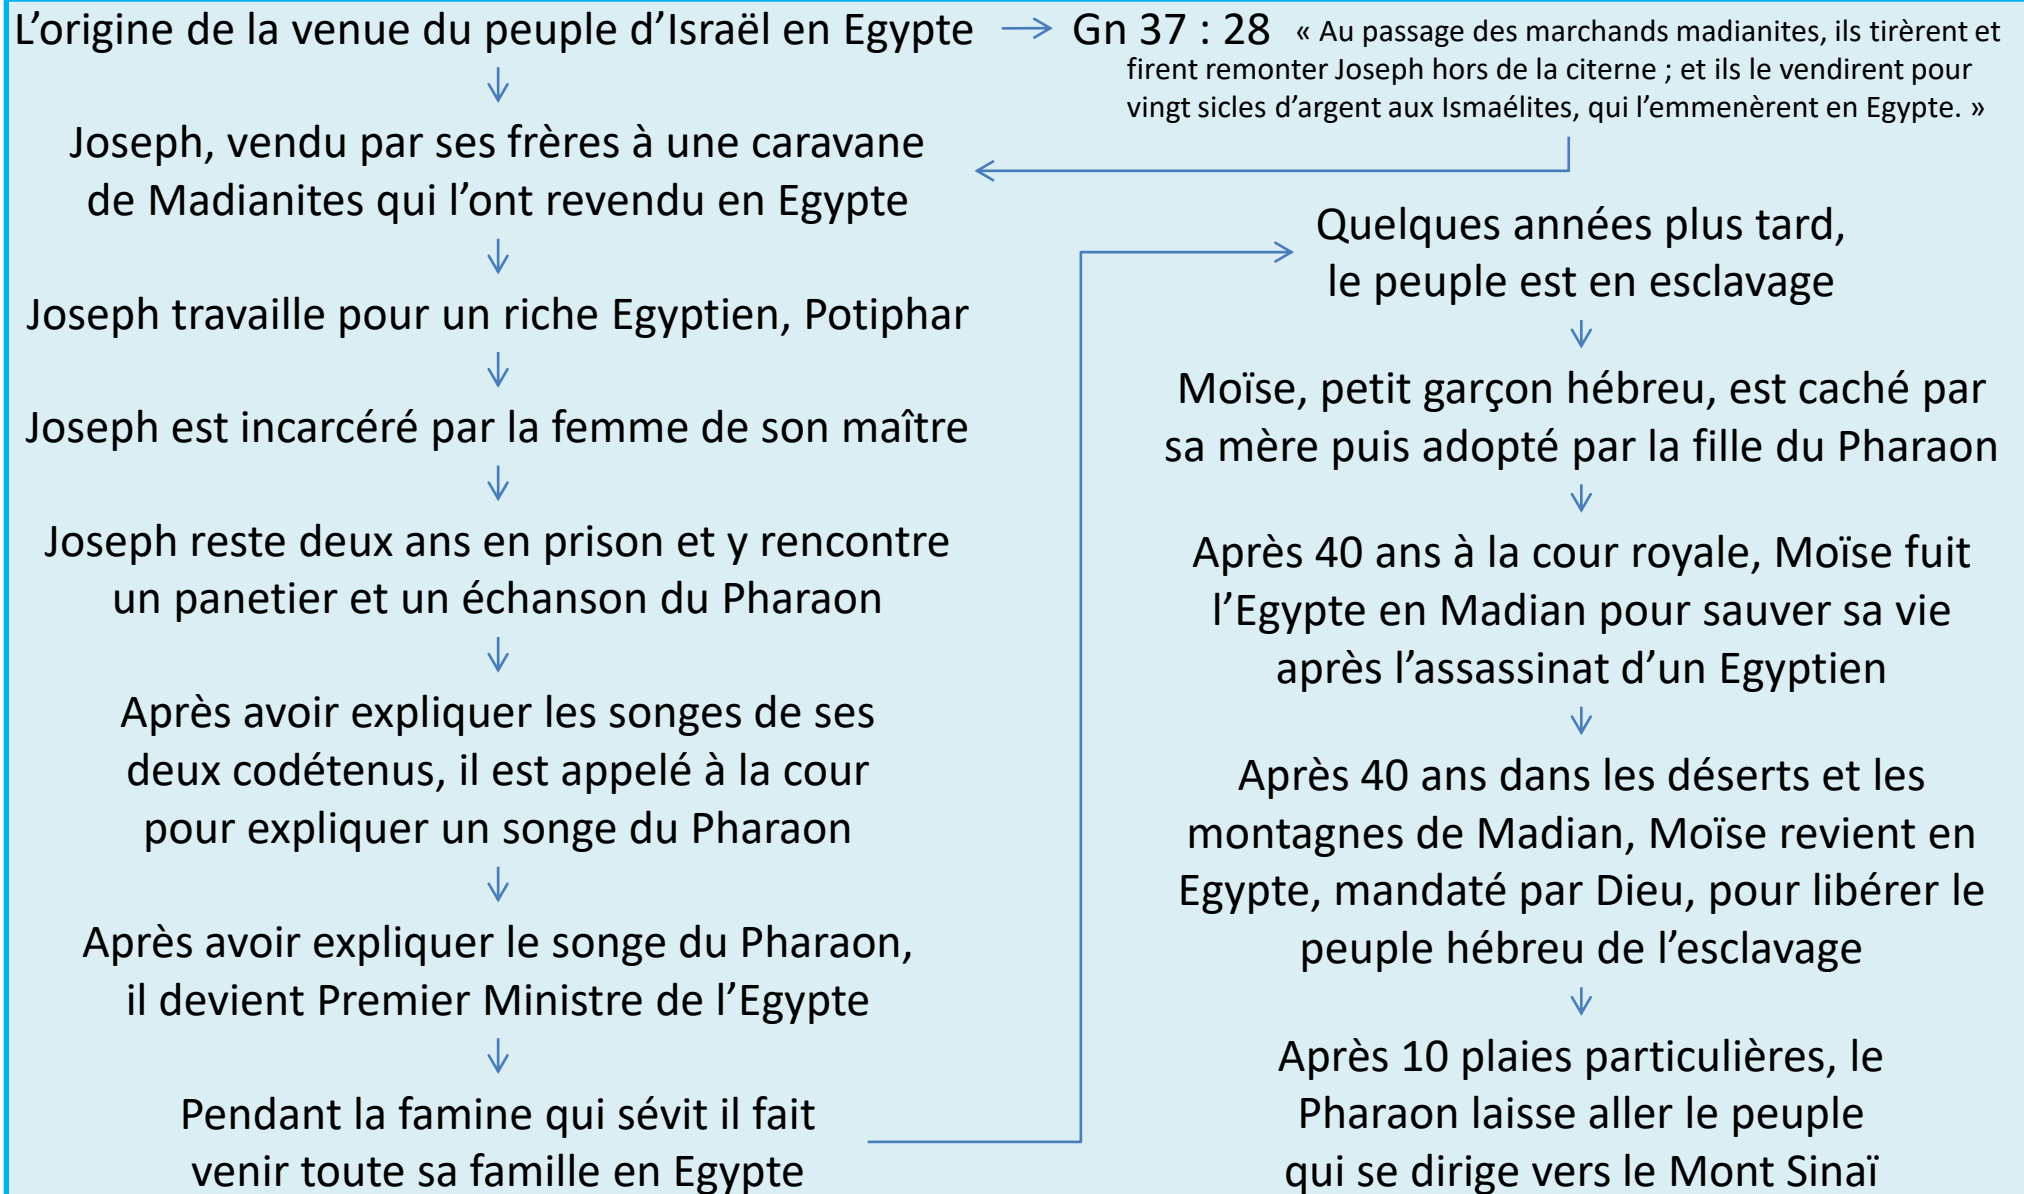 L’origine de la venue du peuple d’Israël en Egypte
Gn 37 : 28 « Au passage des marchands madianites, ils tirèrent et
firent remonter Joseph hors de la citerne ; et ils le vendirent pour
vingt sicles d’argent aux Ismaélites, qui l’emmenèrent en Egypte. »
Joseph, vendu par ses frères à une caravane
de Madianites qui l’ont revendu en Egypte
Joseph travaille pour un riche Egyptien, Potiphar
Joseph est incarcéré par la femme de son maître
Joseph reste deux ans en prison et y rencontre
un panetier et un échanson du Pharaon
Après avoir expliquer les songes de ses
deux codétenus, il est appelé à la cour
pour expliquer un songe du Pharaon
Après avoir expliquer le songe du Pharaon,
il devient Premier Ministre de l’Egypte
Pendant la famine qui sévit il fait
venir toute sa famille en Egypte
Quelques années plus tard,
le peuple est en esclavage
Moïse, petit garçon hébreu, est caché par
sa mère puis adopté par la fille du Pharaon
Après 40 ans à la cour royale, Moïse fuit
l’Egypte en Madian pour sauver sa vie
après l’assassinat d’un Egyptien
Après 40 ans dans les déserts et les
montagnes de Madian, Moïse revient en
Egypte, mandaté par Dieu, pour libérer le
peuple hébreu de l’esclavage
Après 10 plaies particulières, le
Pharaon laisse aller le peuple
qui se dirige vers le Mont Sinaï